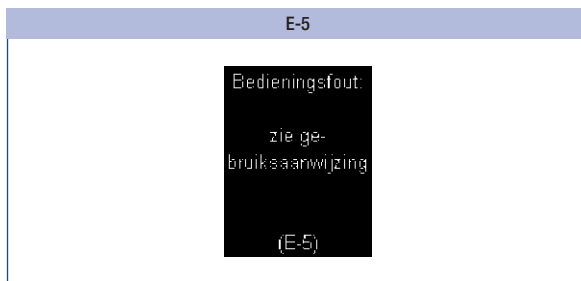 E-5
Bedieningsfout:
zie ge-
bruiksaanwijzing
(E-5)